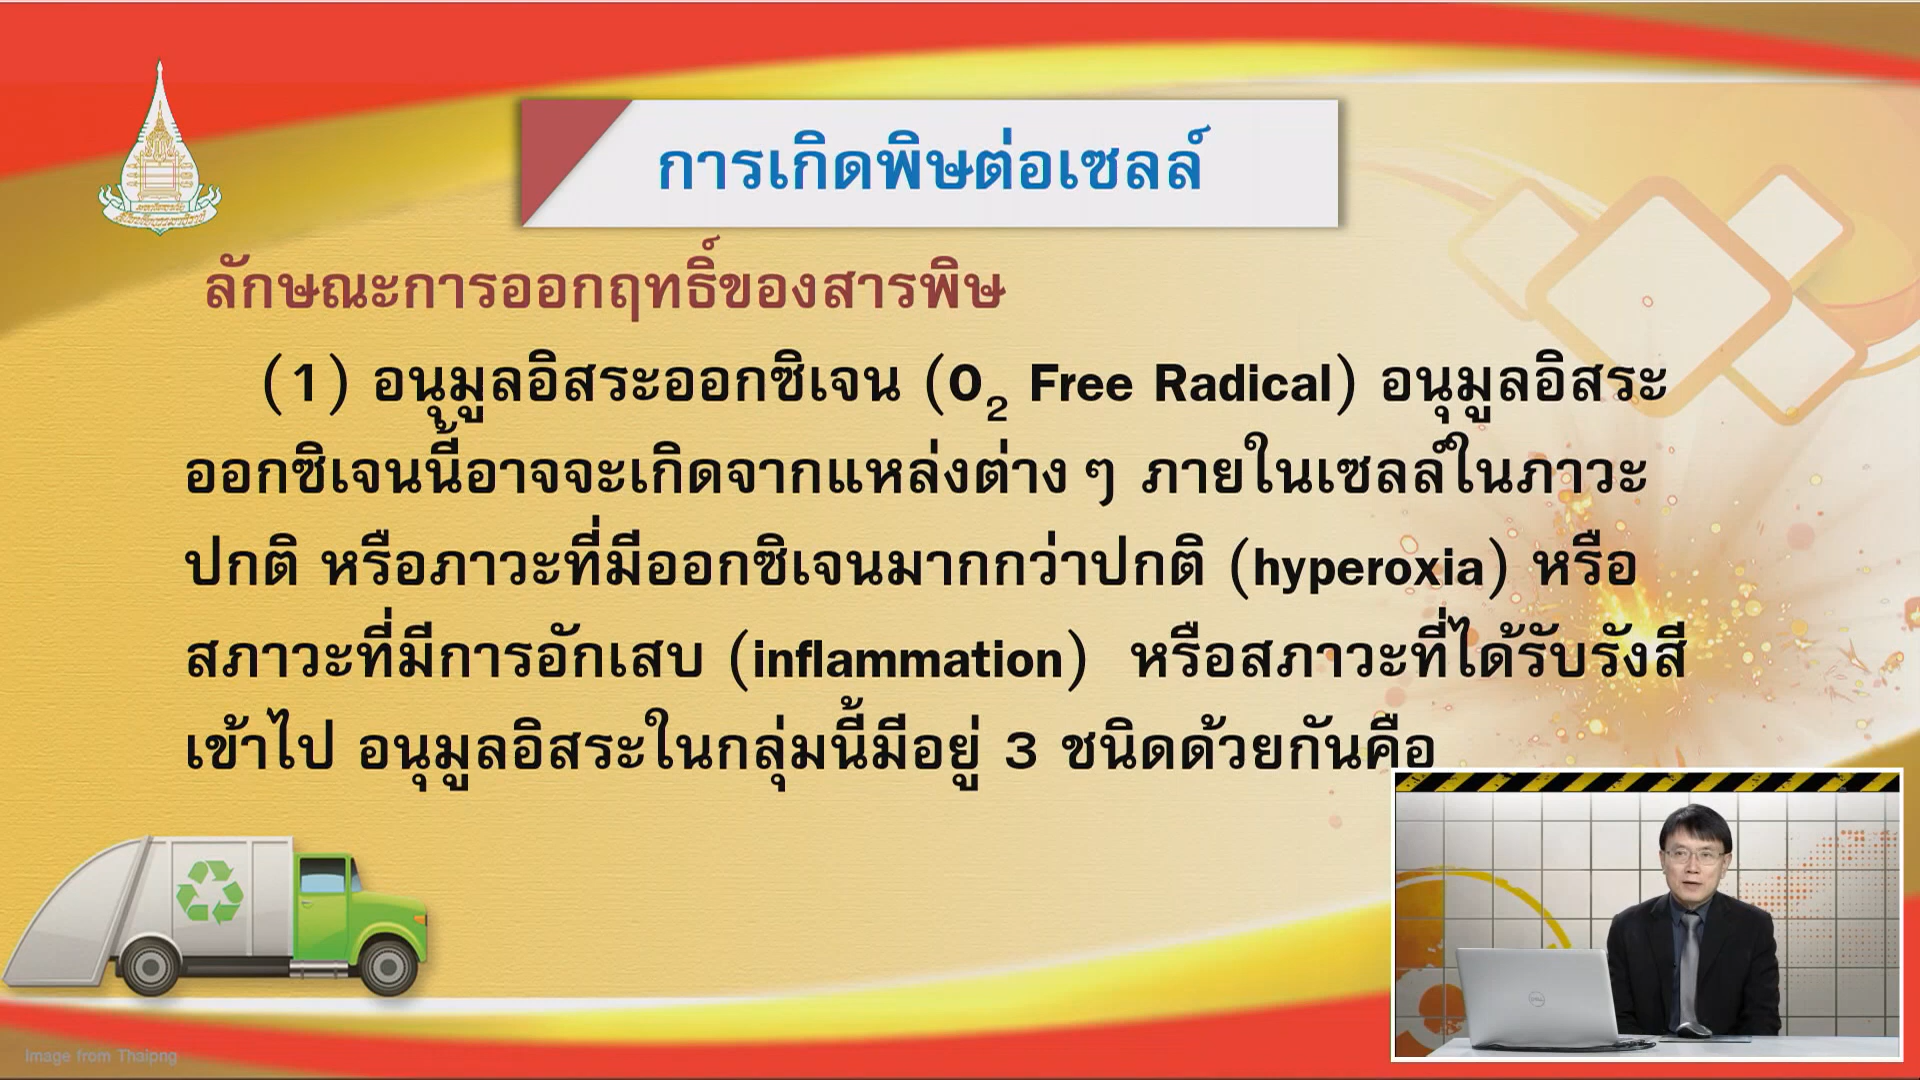 การเกิดพิษต่อเซลล์
ลักษณะการออกฤทธิ์ของสารพิษ
(1) อนุมูลอิสระออกซิเจน (O₂ Free Radical) อนุมูลอิสระ
ออกซิเจนนี้อาจจะเกิดจากแหล่งต่าง ๆ ภายในเซลล์ในภาวะ
ปกติ หรือภาวะที่มีออกซิเจนมากกว่าปกติ (hyperoxia) หรือ
สภาวะที่มีการอักเสบ (inflammation) หรือสภาวะที่ได้รับรังสี
เข้าไป อนุมูลอิสระในกลุ่มนี้มีอยู่ 3 ชนิดด้วยกันคือ
Image from Thaipng